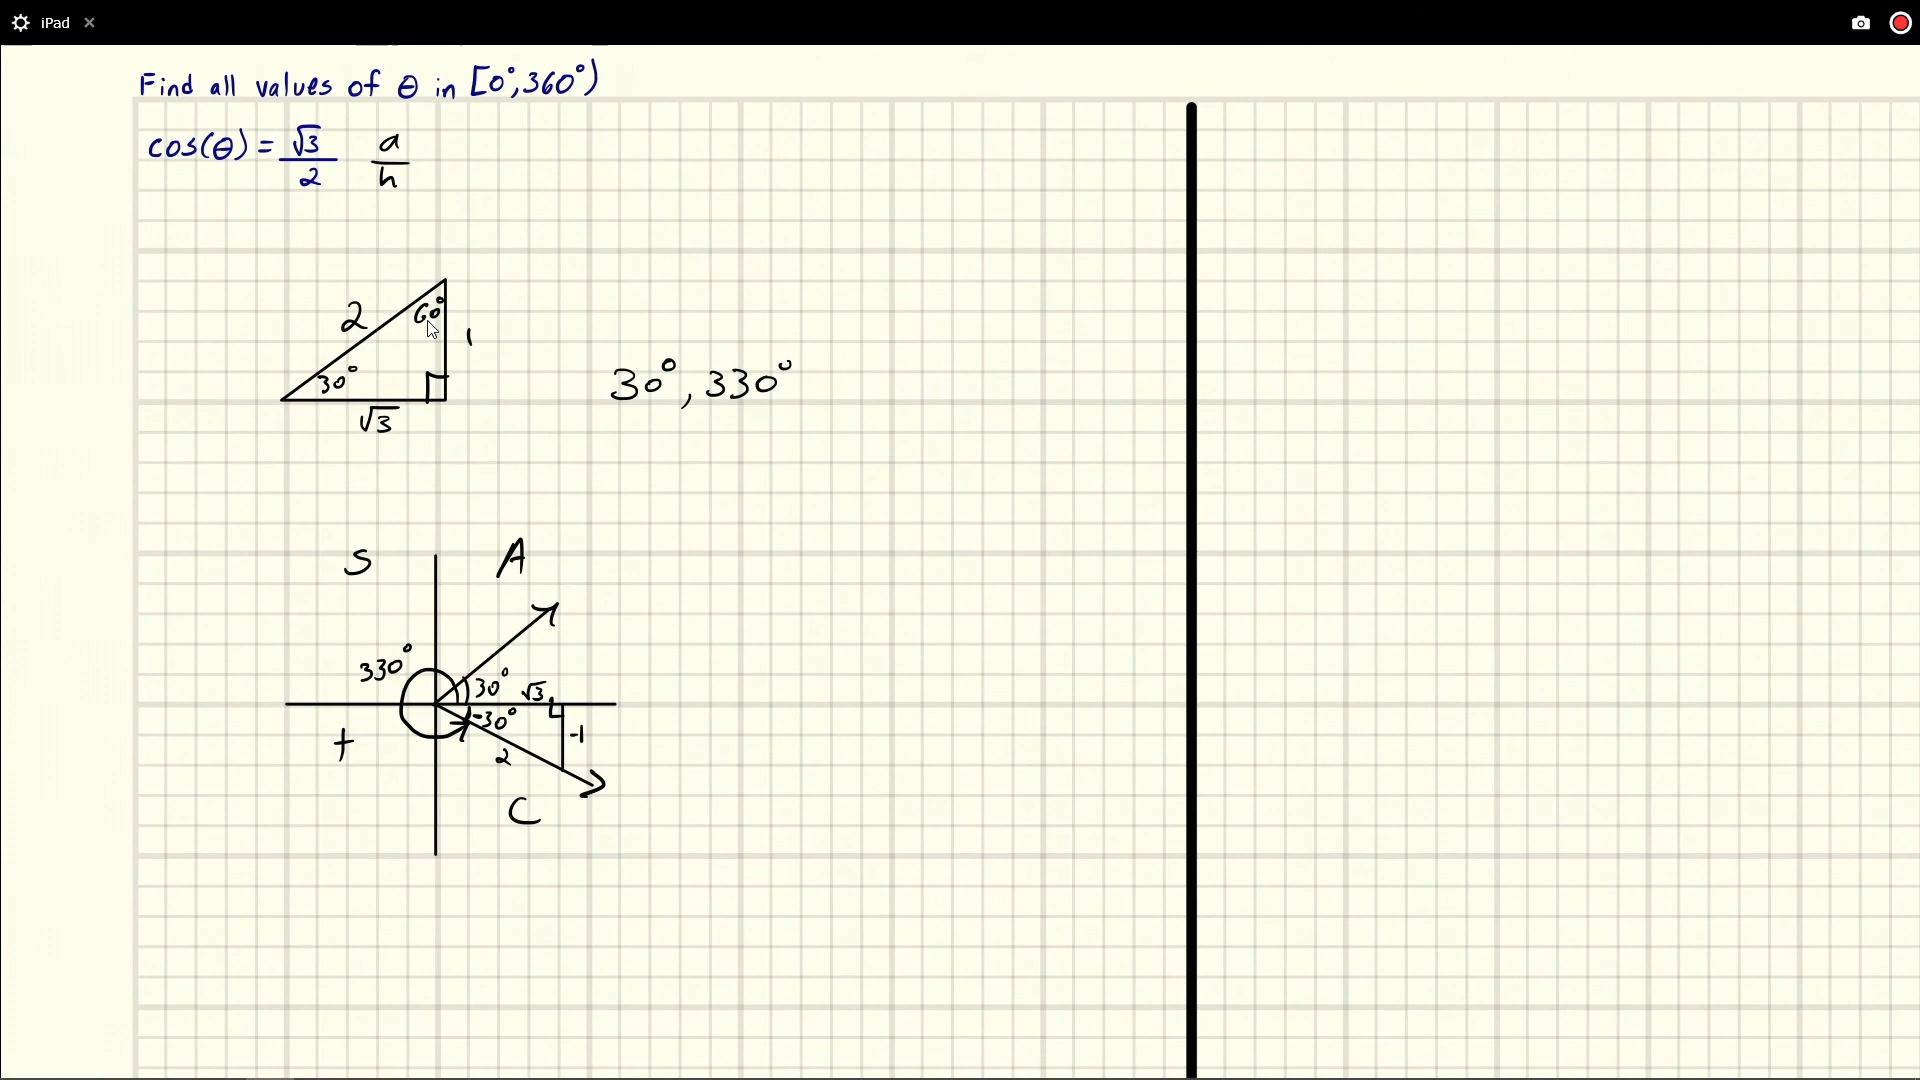 iPad
Find all values of θ in [0°,360°)
cos(θ) = √3/2 a/h
2
60°
1
30°
√3
30°, 330°
S
A
330°
30°
√3
-30°
-1
T
2
C